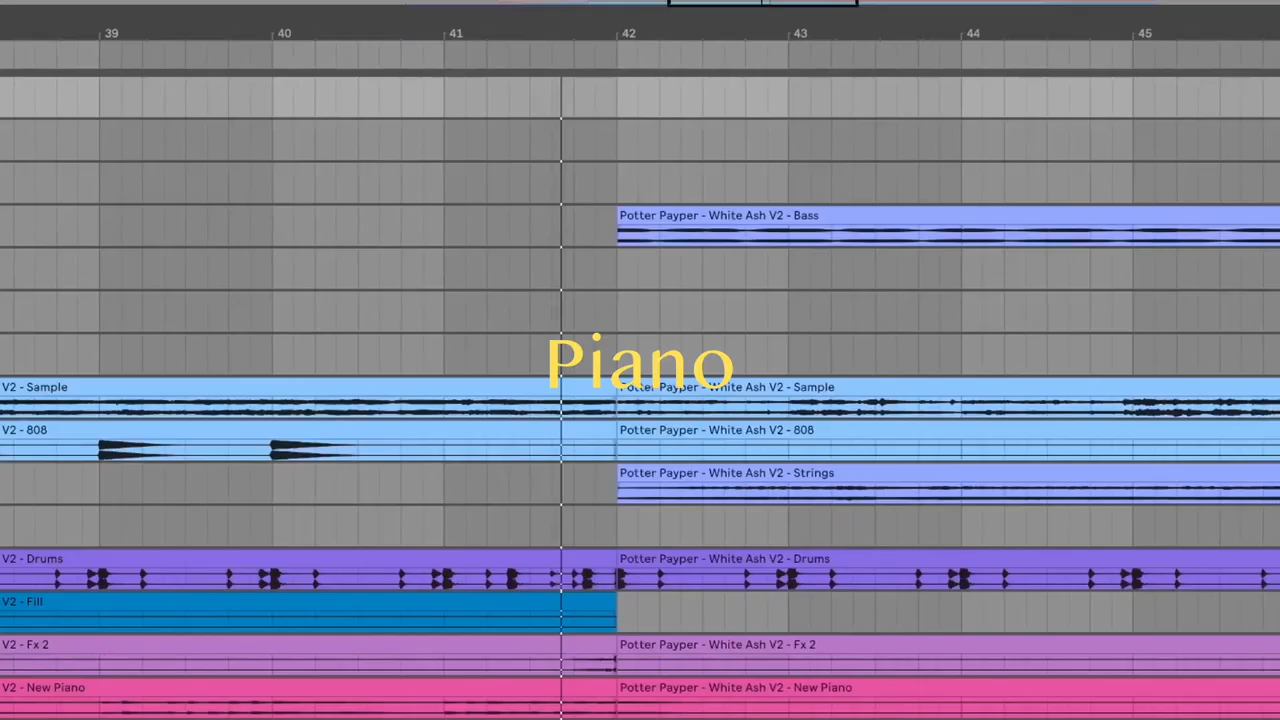 39 40 41 42 43 44 45
Potter Payper - White Ash V2 - Bass
Piano
V2 - Sample Potter Payper - White Ash V2 - Sample
V2 - 808 Potter Payper - White Ash V2 - 808
Potter Payper - White Ash V2 - Strings
V2 - Drums Potter Payper - White Ash V2 - Drums
V2 - Fill
V2 - Fx 2 Potter Payper - White Ash V2 - Fx 2
V2 - New Piano Potter Payper - White Ash V2 - New Piano